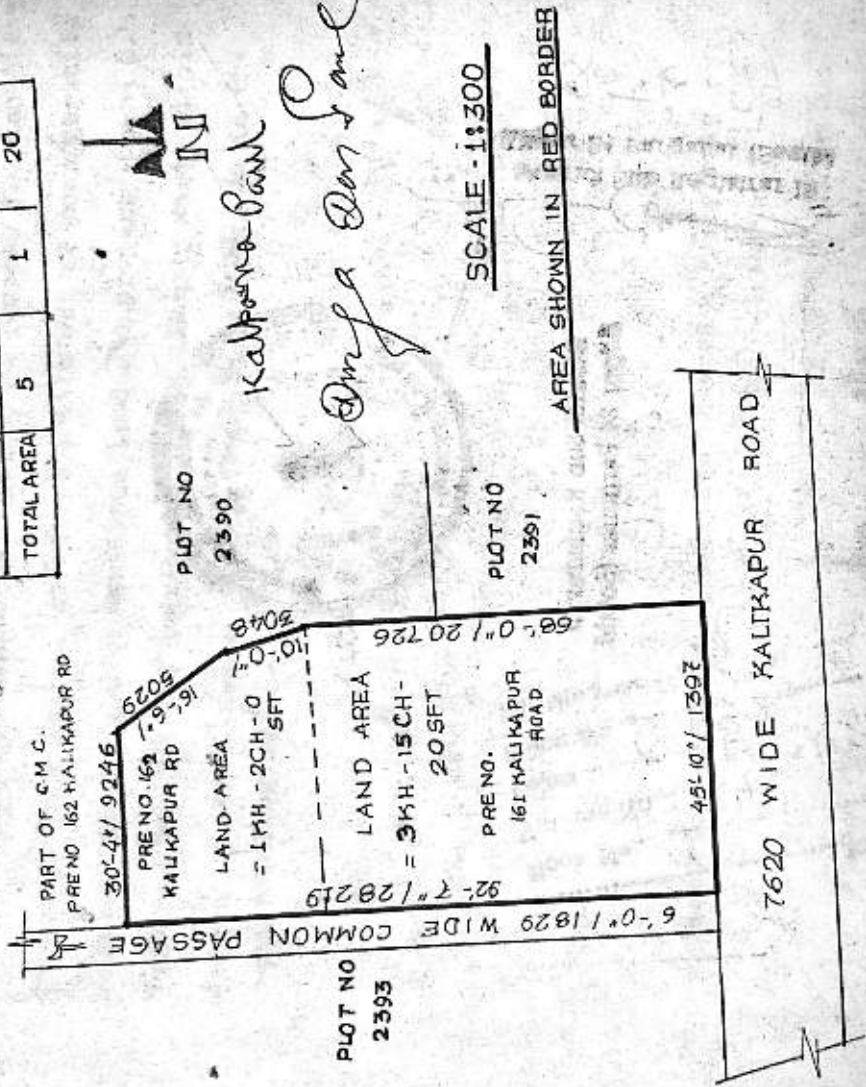 TOTAL AREA 5 1 20
PART OF C.M.C.
PRENO 162 KALIKAPUR RD
30'-4"/ 9246
16'-6"/ 5029
10'-0"/ 3048
PRE NO. 162
KALIKAPUR RD
LAND AREA
= 1KH.-2CH-0
SFT
PLOT NO
2390
N
Kalpana Paul
LAND AREA
= 3KH.-15CH-
20SFT
PRE NO.
161 KALIKAPUR
ROAD
68'-0"/ 20726
92'-7"/ 28219
6'-0"/ 1829 WIDE COMMON PASSAGE
PLOT NO
2393
PLOT NO
2391
45'-10"/ 1397
7620 WIDE KALIKAPUR ROAD
SCALE - 1:300
AREA SHOWN IN RED BORDER